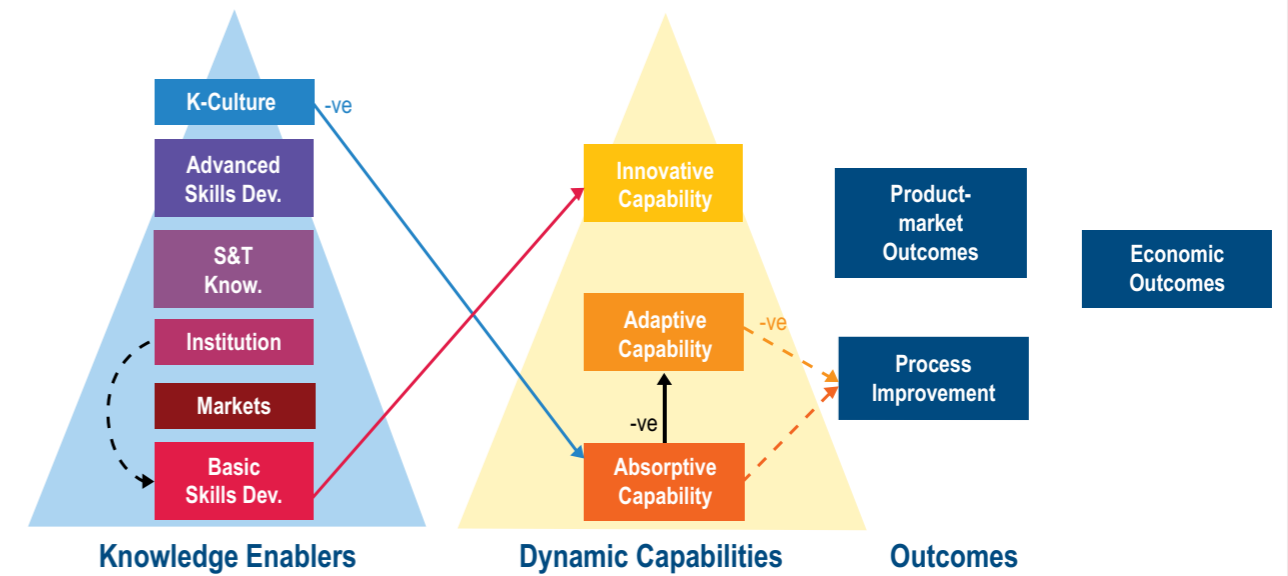 K-Culture
-ve
Advanced
Skills Dev.
S&T
Know.
Institution
Markets
Basic
Skills Dev.
Knowledge Enablers
Innovative
Capability
Adaptive
Capability
-ve
-ve
Absorptive
Capability
Dynamic Capabilities
Product-
market
Outcomes
Process
Improvement
Economic
Outcomes
Outcomes